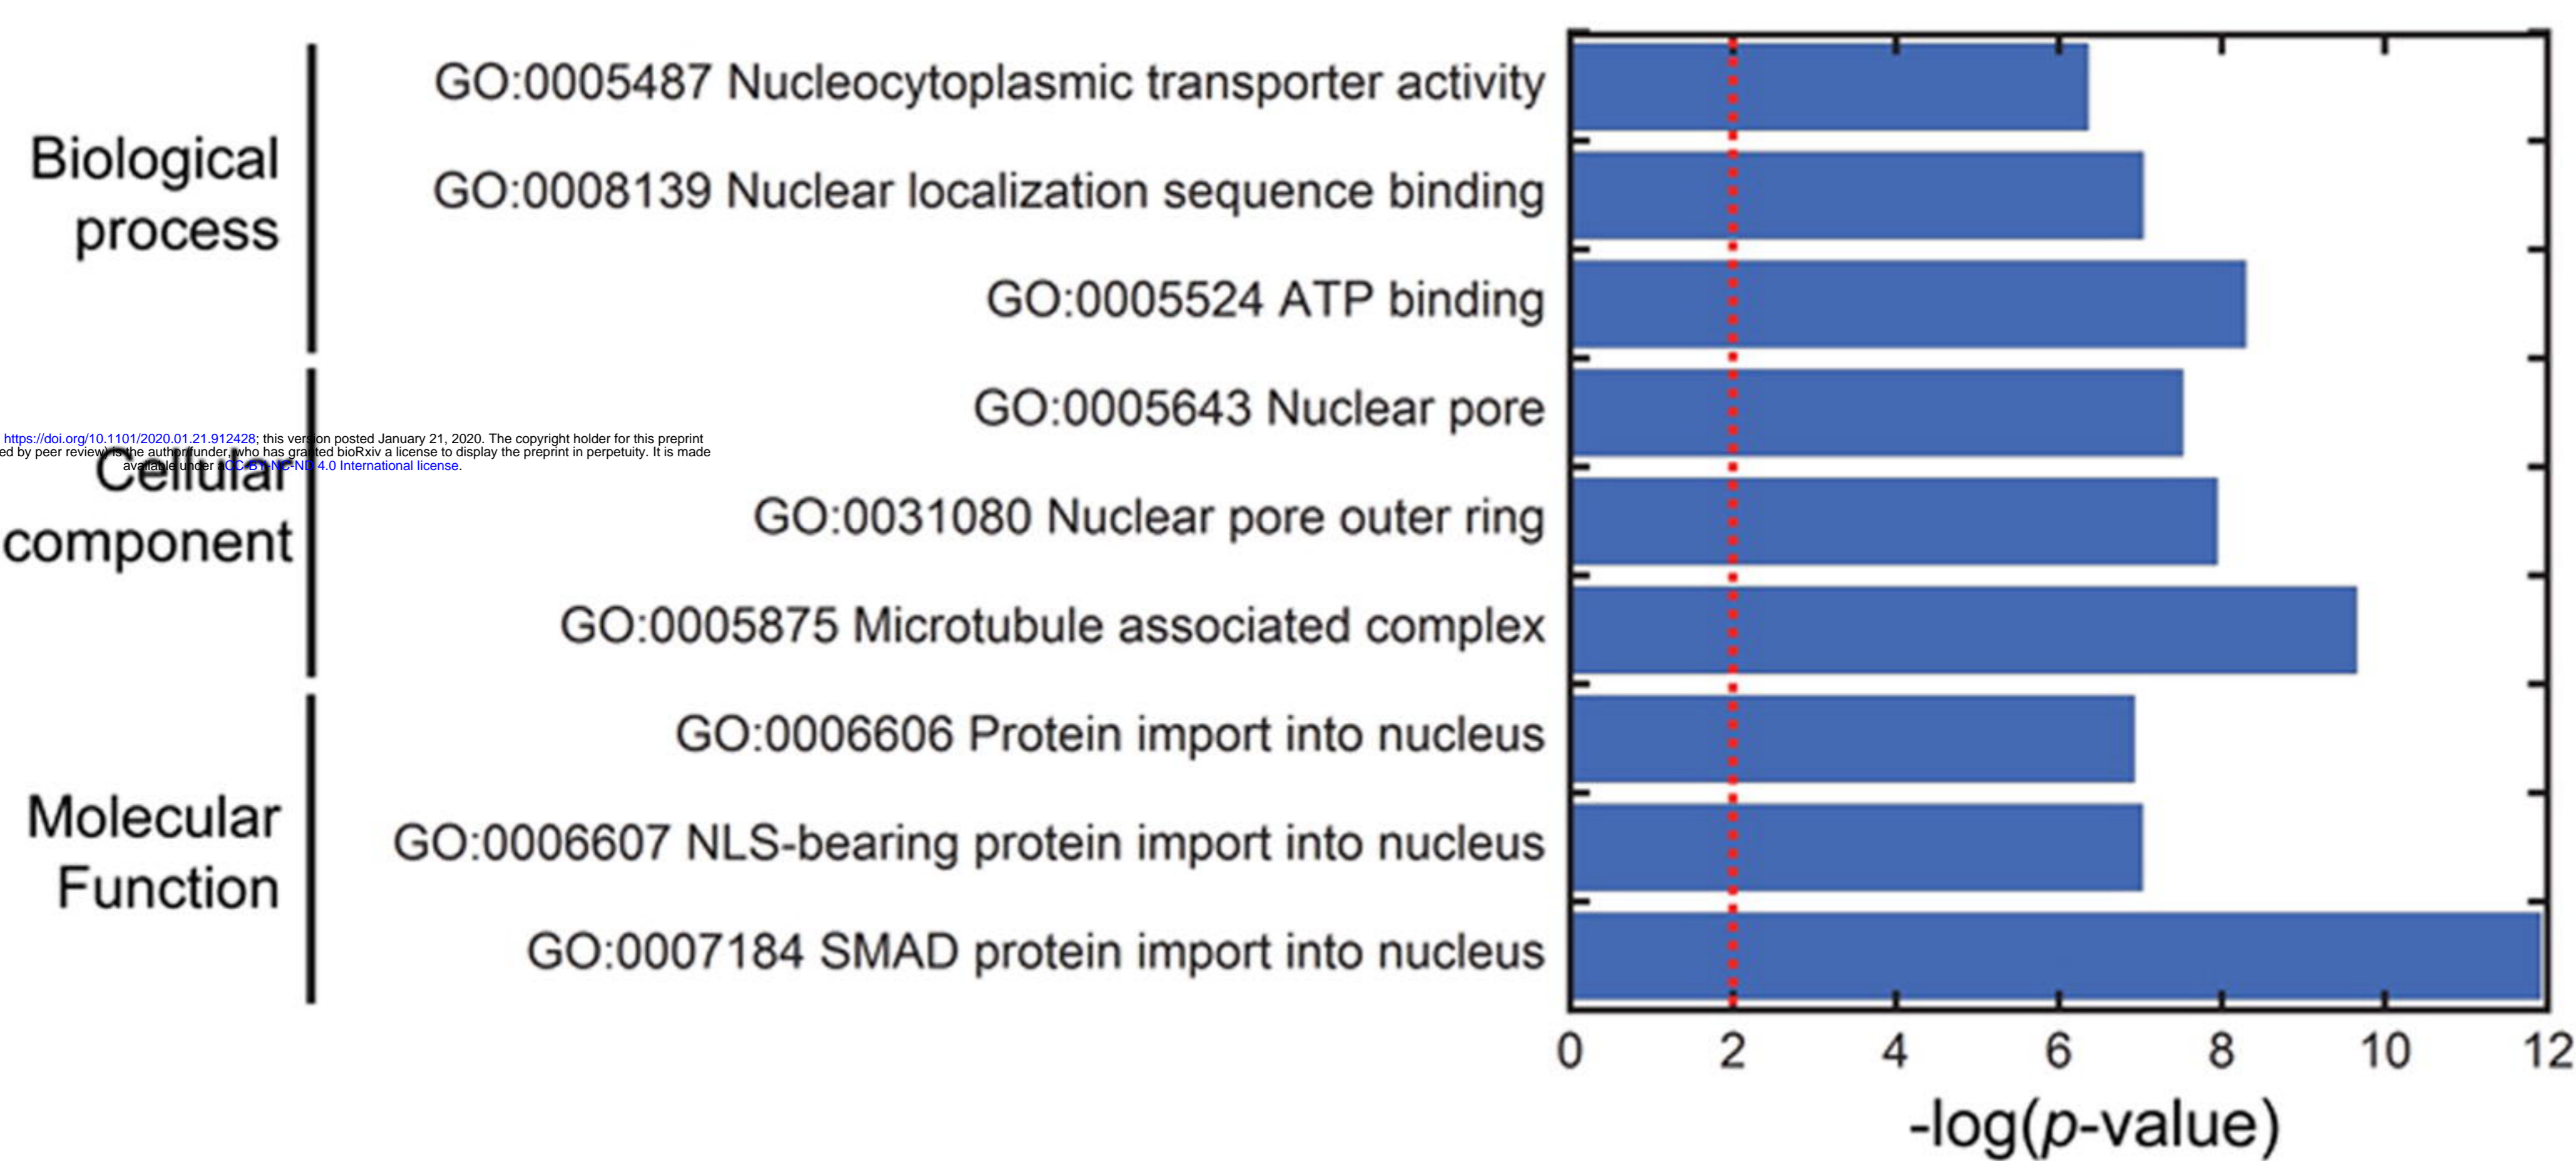 GO:0005487 Nucleocytoplasmic transporter activity
Biological
process
GO:0008139 Nuclear localization sequence binding
GO:0005524 ATP binding
GO:0005643 Nuclear pore
https://doi.org/10.1101/2020.01.21.912428; this version posted January 21, 2020. The copyright holder for this preprint
ed by peer review) is the author/funder, who has granted bioRxiv a license to display the preprint in perpetuity. It is made
available under aCC-BY-NC-ND 4.0 International license.
Cellular
component
GO:0031080 Nuclear pore outer ring
GO:0005875 Microtubule associated complex
GO:0006606 Protein import into nucleus
Molecular
Function
GO:0006607 NLS-bearing protein import into nucleus
GO:0007184 SMAD protein import into nucleus
0 2 4 6 8 10 12
-log(p-value)